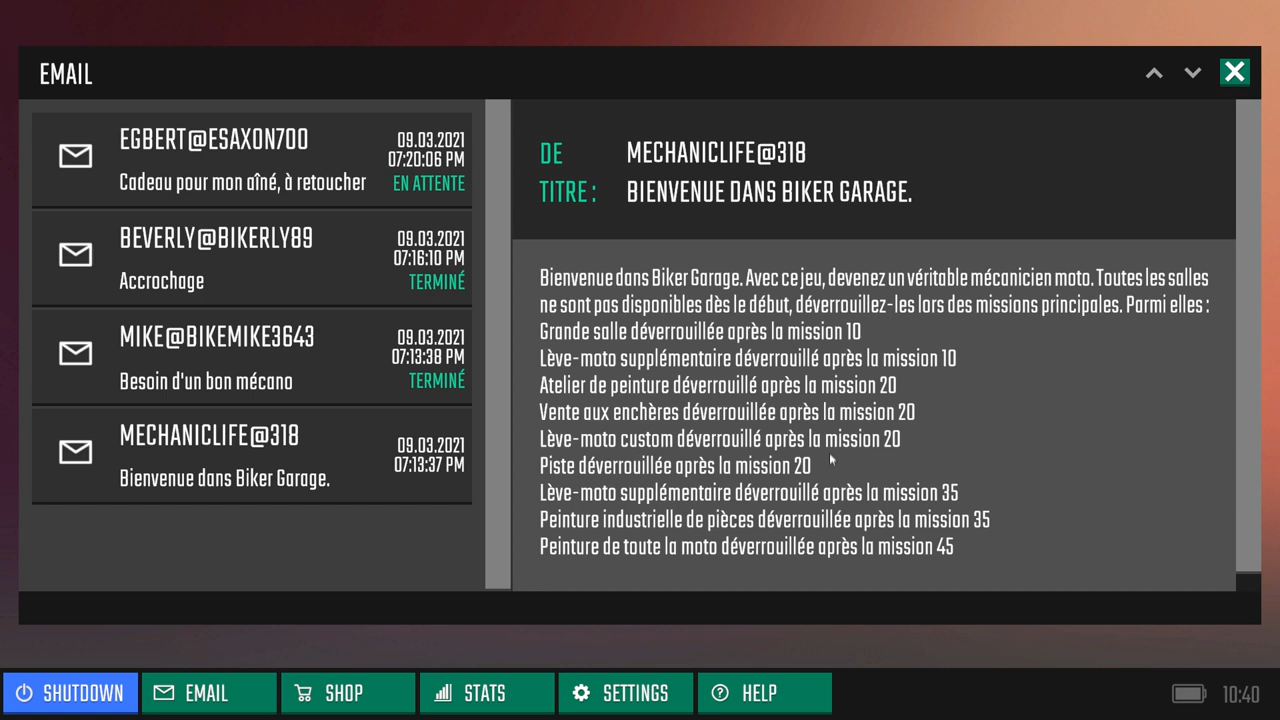 EMAIL
EGBERT@ESAXON700
09.03.2021
07:20:06 PM
Cadeau pour mon aîné, à retoucher
EN ATTENTE
BEVERLY@BIKERLY89
09.03.2021
07:16:10 PM
Accrochage
TERMINÉ
MIKE@BIKEMIKE3643
09.03.2021
07:13:38 PM
Besoin d'un bon mécano
TERMINÉ
MECHANICLIFE@318
09.03.2021
07:13:37 PM
Bienvenue dans Biker Garage.
DE MECHANICLIFE@318
TITRE : BIENVENUE DANS BIKER GARAGE.
Bienvenue dans Biker Garage. Avec ce jeu, devenez un véritable mécanicien moto. Toutes les salles
ne sont pas disponibles dès le début, déverrouillez-les lors des missions principales. Parmi elles :
Grande salle déverrouillée après la mission 10
Lève-moto supplémentaire déverrouillé après la mission 10
Atelier de peinture déverrouillé après la mission 20
Vente aux enchères déverrouillée après la mission 20
Lève-moto custom déverrouillé après la mission 20
Piste déverrouillée après la mission 20
Lève-moto supplémentaire déverrouillé après la mission 35
Peinture industrielle de pièces déverrouillée après la mission 35
Peinture de toute la moto déverrouillée après la mission 45
SHUTDOWN EMAIL SHOP STATS SETTINGS HELP 10:40